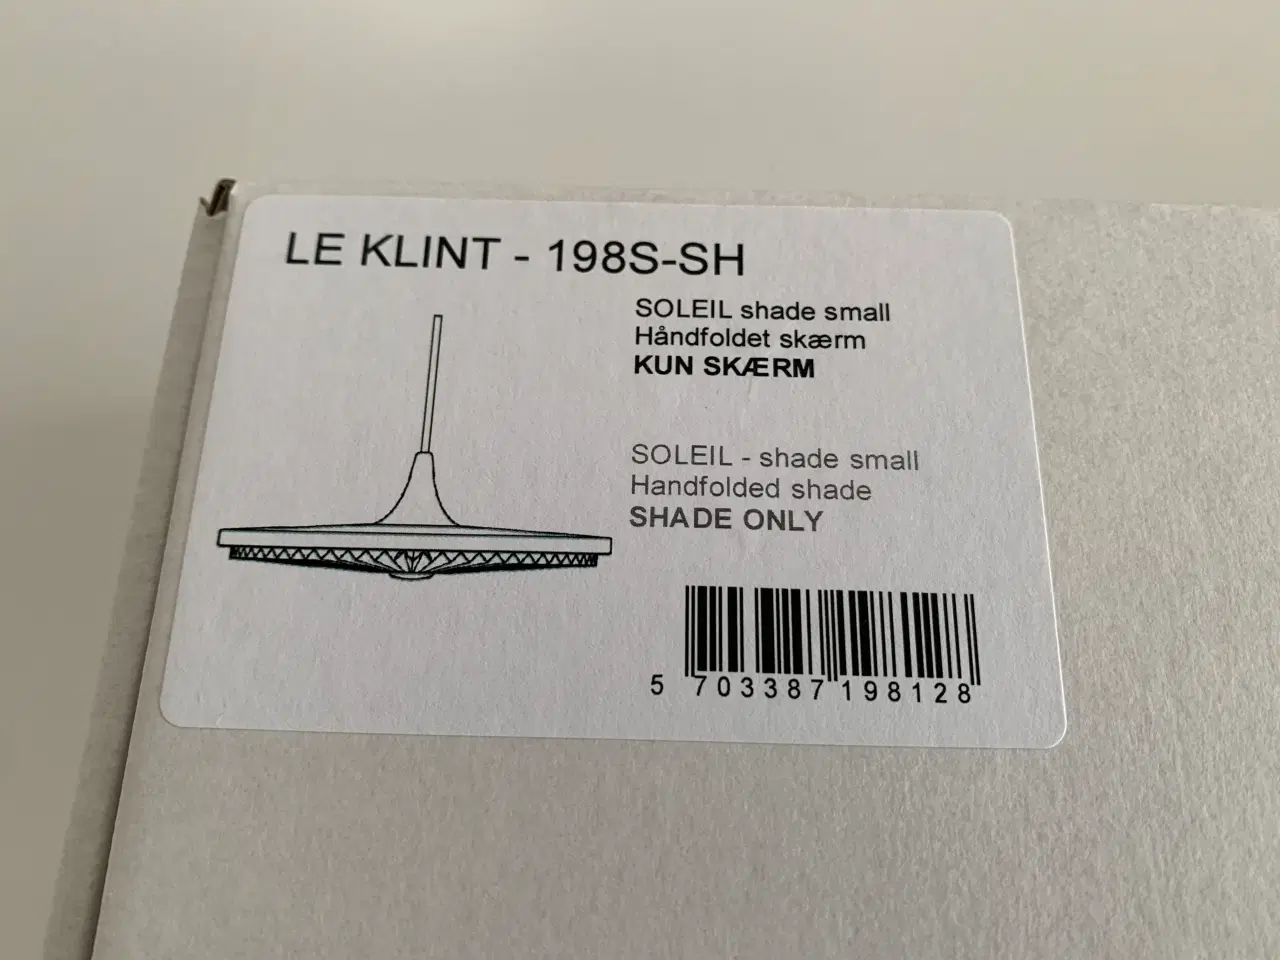 LE KLINT - 198S-SH
SOLEIL shade small
Håndfoldet skærm
KUN SKÆRM
SOLEIL - shade small
Handfolded shade
SHADE ONLY
5 703387 198128